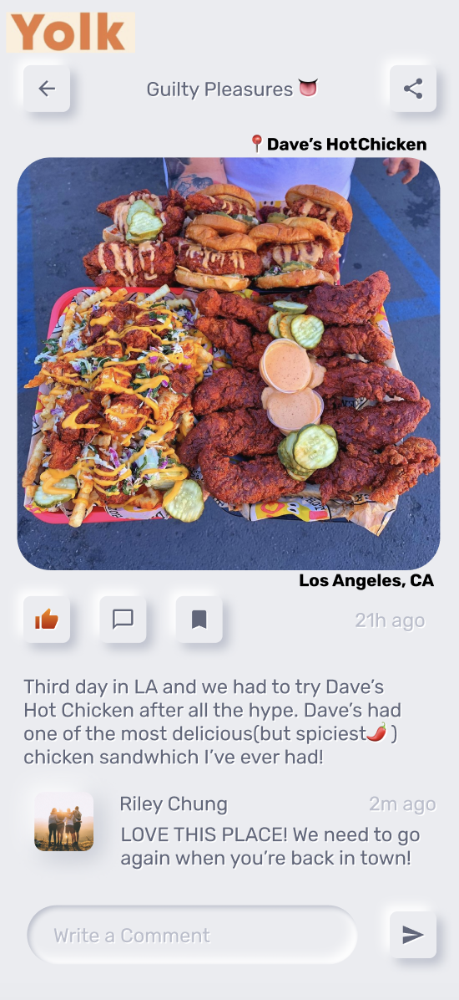 Yolk
Guilty Pleasures 👅
📍Dave's HotChicken
Los Angeles, CA
21h ago
Third day in LA and we had to try Dave's
Hot Chicken after all the hype. Dave's had
one of the most delicious(but spiciest🌶️ )
chicken sandwhich I've ever had!
Riley Chung
2m ago
LOVE THIS PLACE! We need to go
again when you're back in town!
Write a Comment